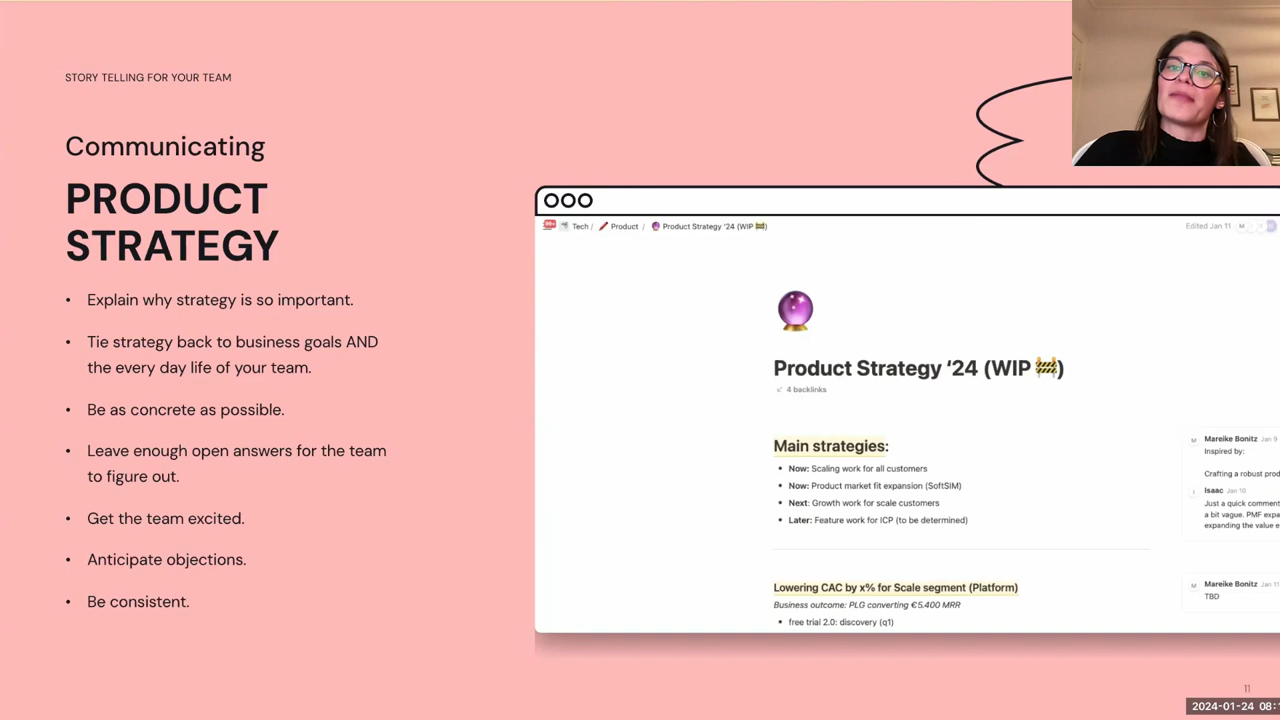 STORY TELLING FOR YOUR TEAM
Communicating
PRODUCT
STRATEGY
• Explain why strategy is so important.
• Tie strategy back to business goals AND
the every day life of your team.
• Be as concrete as possible.
• Leave enough open answers for the team
to figure out.
• Get the team excited.
• Anticipate objections.
• Be consistent.
Tech / Product / Product Strategy '24 (WIP 🚧)
Edited Jan 11
Product Strategy '24 (WIP 🚧)
↙ 4 backlinks
Main strategies:
• Now: Scaling work for all customers
• Now: Product market fit expansion (SoftSIM)
• Next: Growth work for scale customers
• Later: Feature work for ICP (to be determined)
Lowering CAC by x% for Scale segment (Platform)
Business outcome: PLG converting €5.400 MRR
• free trial 2.0: discovery (q1)
M Mareike Bonitz Jan 9
Inspired by:
Crafting a robust prod
I Isaac Jan 10
Just a quick comment
a bit vague. PMF expa
expanding the value e
M Mareike Bonitz Jan 11
TBD
11
2024-01-24 08: